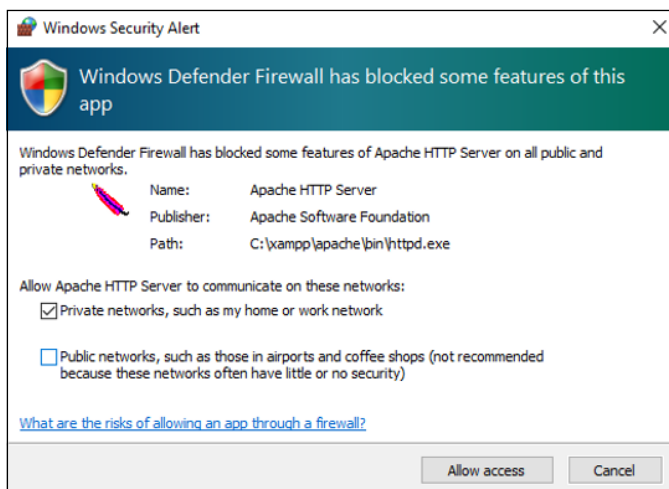 Windows Security Alert
Windows Defender Firewall has blocked some features of this
app
Windows Defender Firewall has blocked some features of Apache HTTP Server on all public and
private networks.
Name: Apache HTTP Server
Publisher: Apache Software Foundation
Path: C:\xampp\apache\bin\httpd.exe
Allow Apache HTTP Server to communicate on these networks:
Private networks, such as my home or work network
Public networks, such as those in airports and coffee shops (not recommended
because these networks often have little or no security)
What are the risks of allowing an app through a firewall?
Allow access Cancel